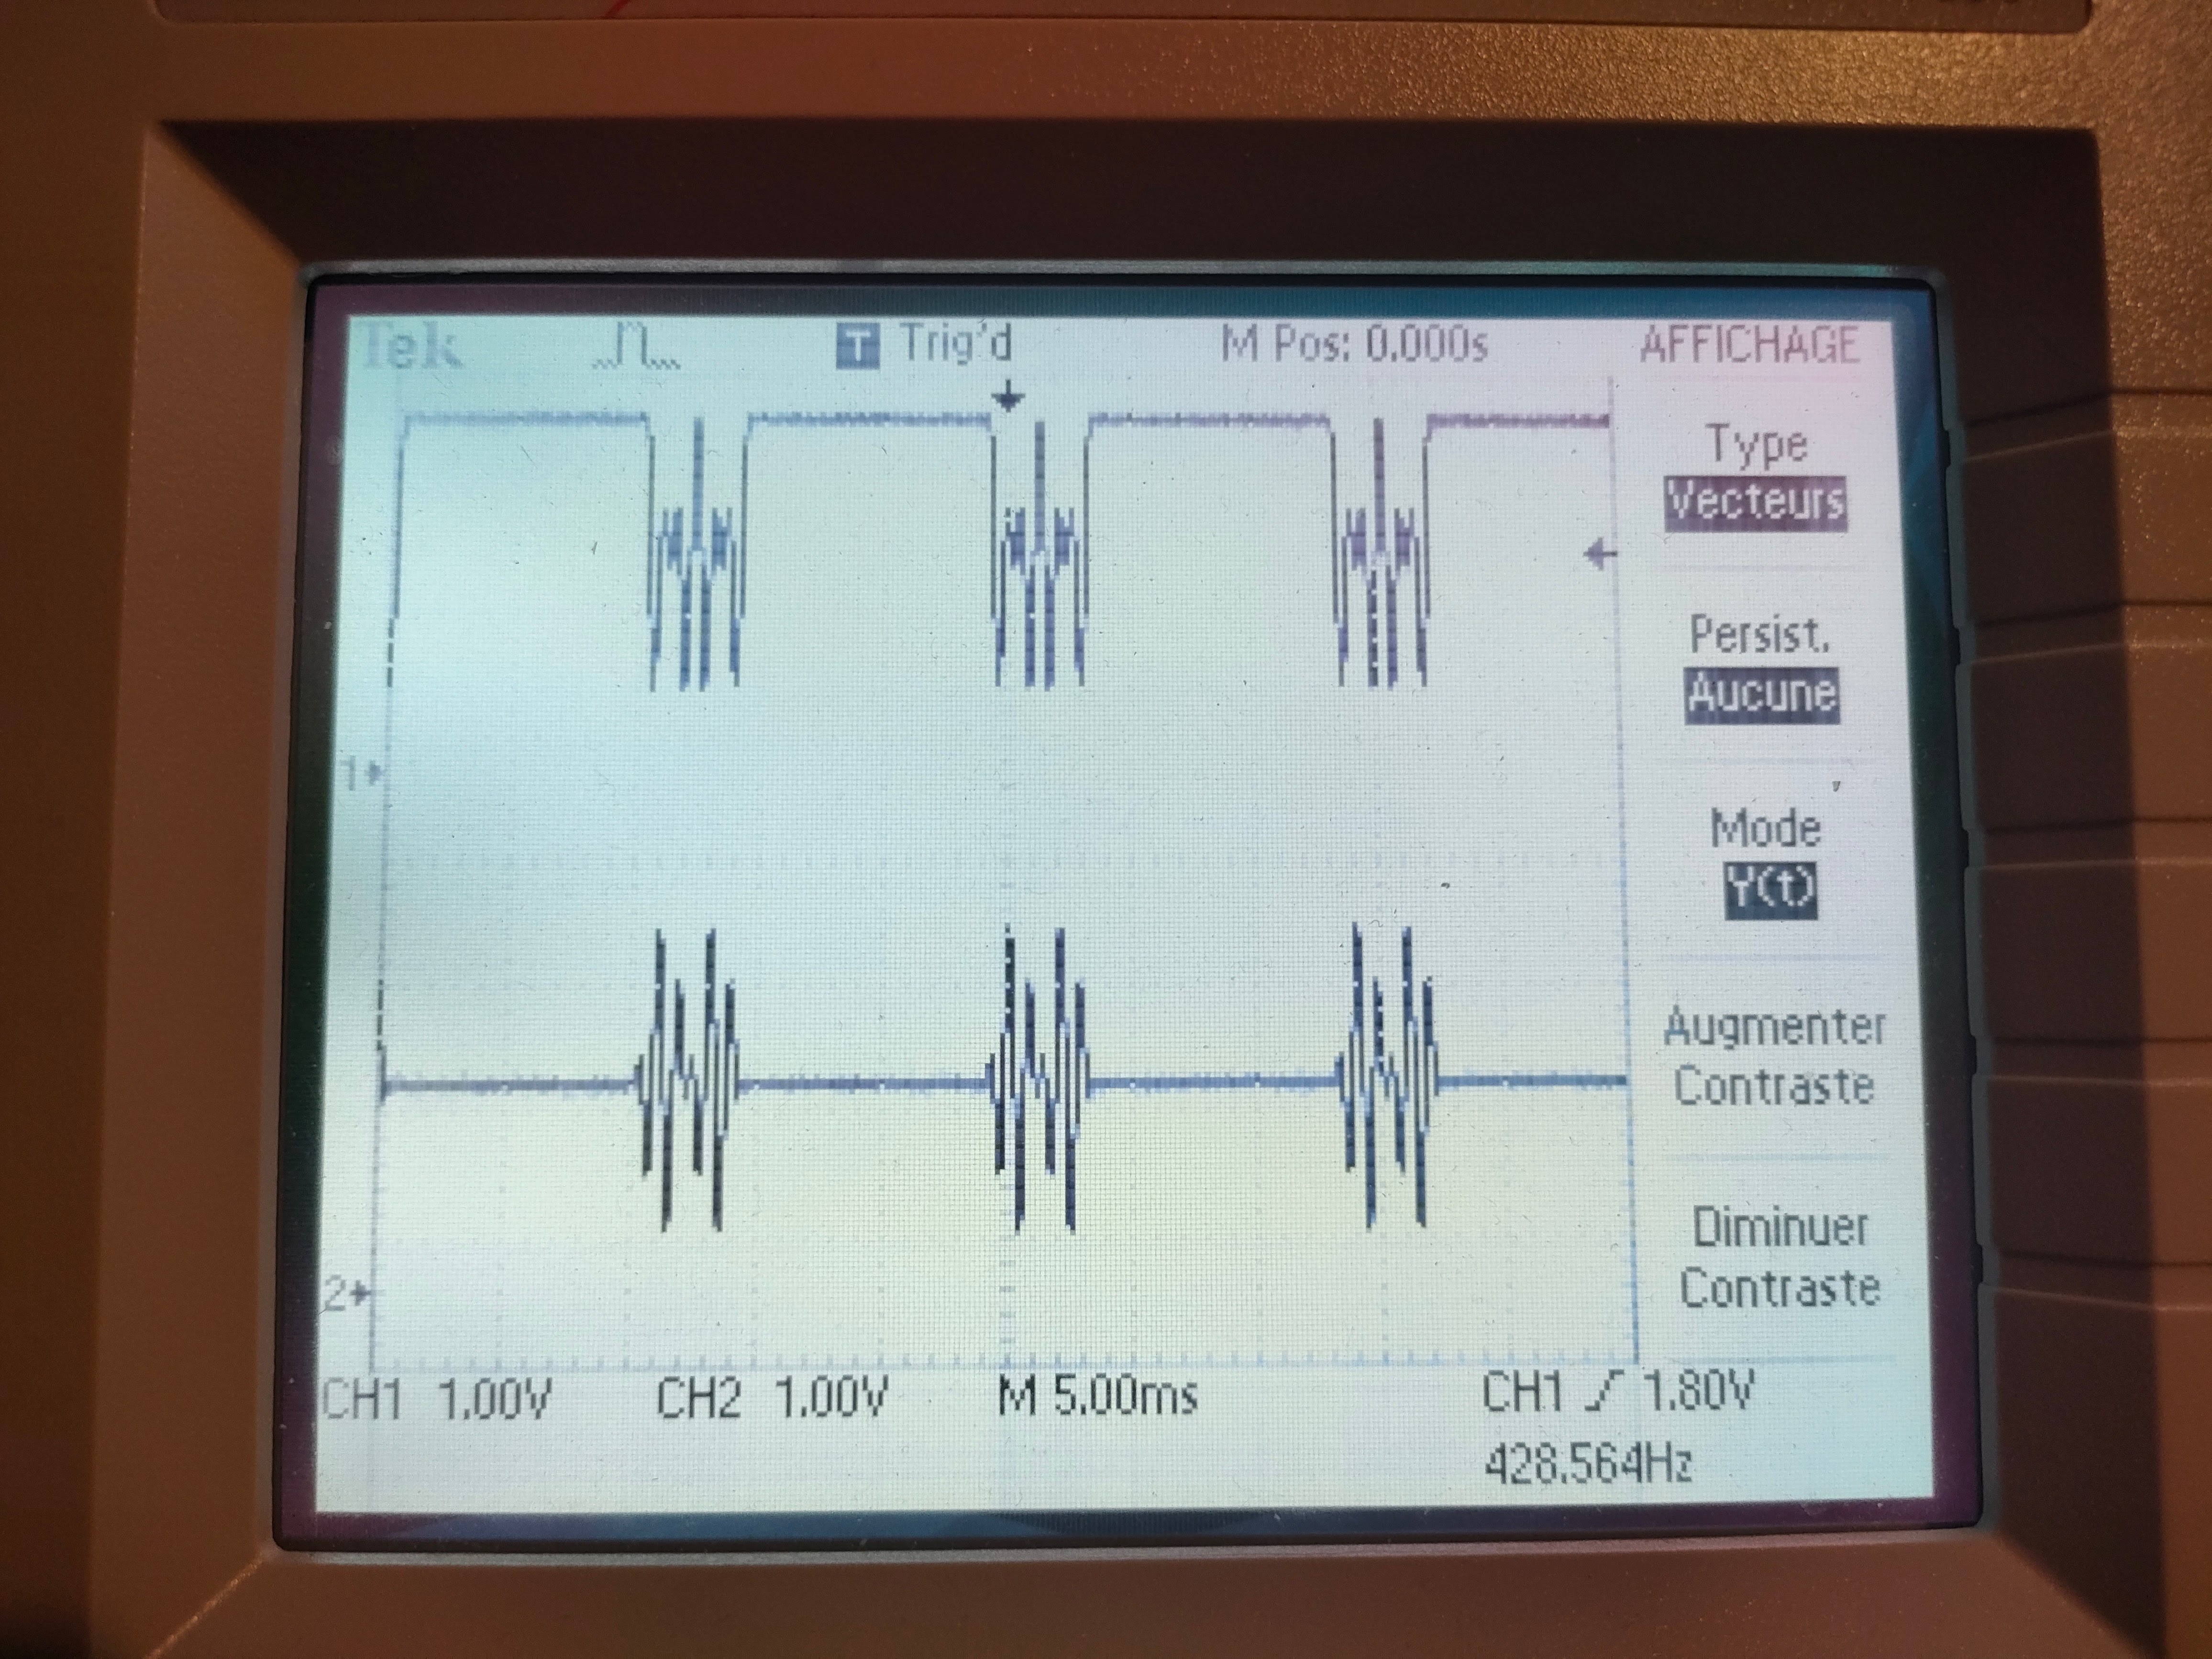 Tek T Trig'd M Pos: 0.000s AFFICHAGE
Type
Vecteurs
Persist.
Aucune
1
Mode
Y(t)
Augmenter
Contraste
Diminuer
Contraste
2
CH1 1.00V CH2 1.00V M 5.00ms CH1 1.80V
428.564Hz